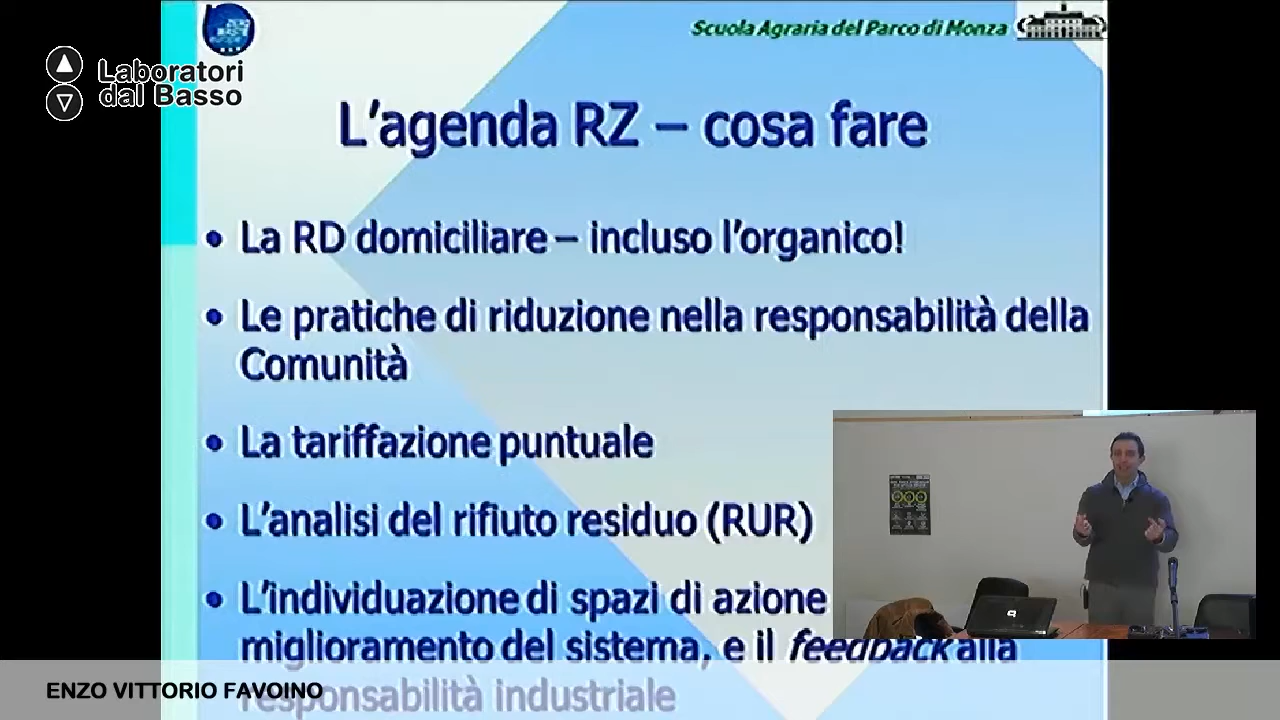 Scuola Agraria del Parco di Monza
Laboratori
dal Basso
L'agenda RZ – cosa fare
• La RD domiciliare – incluso l'organico!
• Le pratiche di riduzione nella responsabilità della
Comunità
• La tariffazione puntuale
• L'analisi del rifiuto residuo (RUR)
• L'individuazione di spazi di azione
miglioramento del sistema, e il feedback alla
responsabilità industriale
ENZO VITTORIO FAVOINO